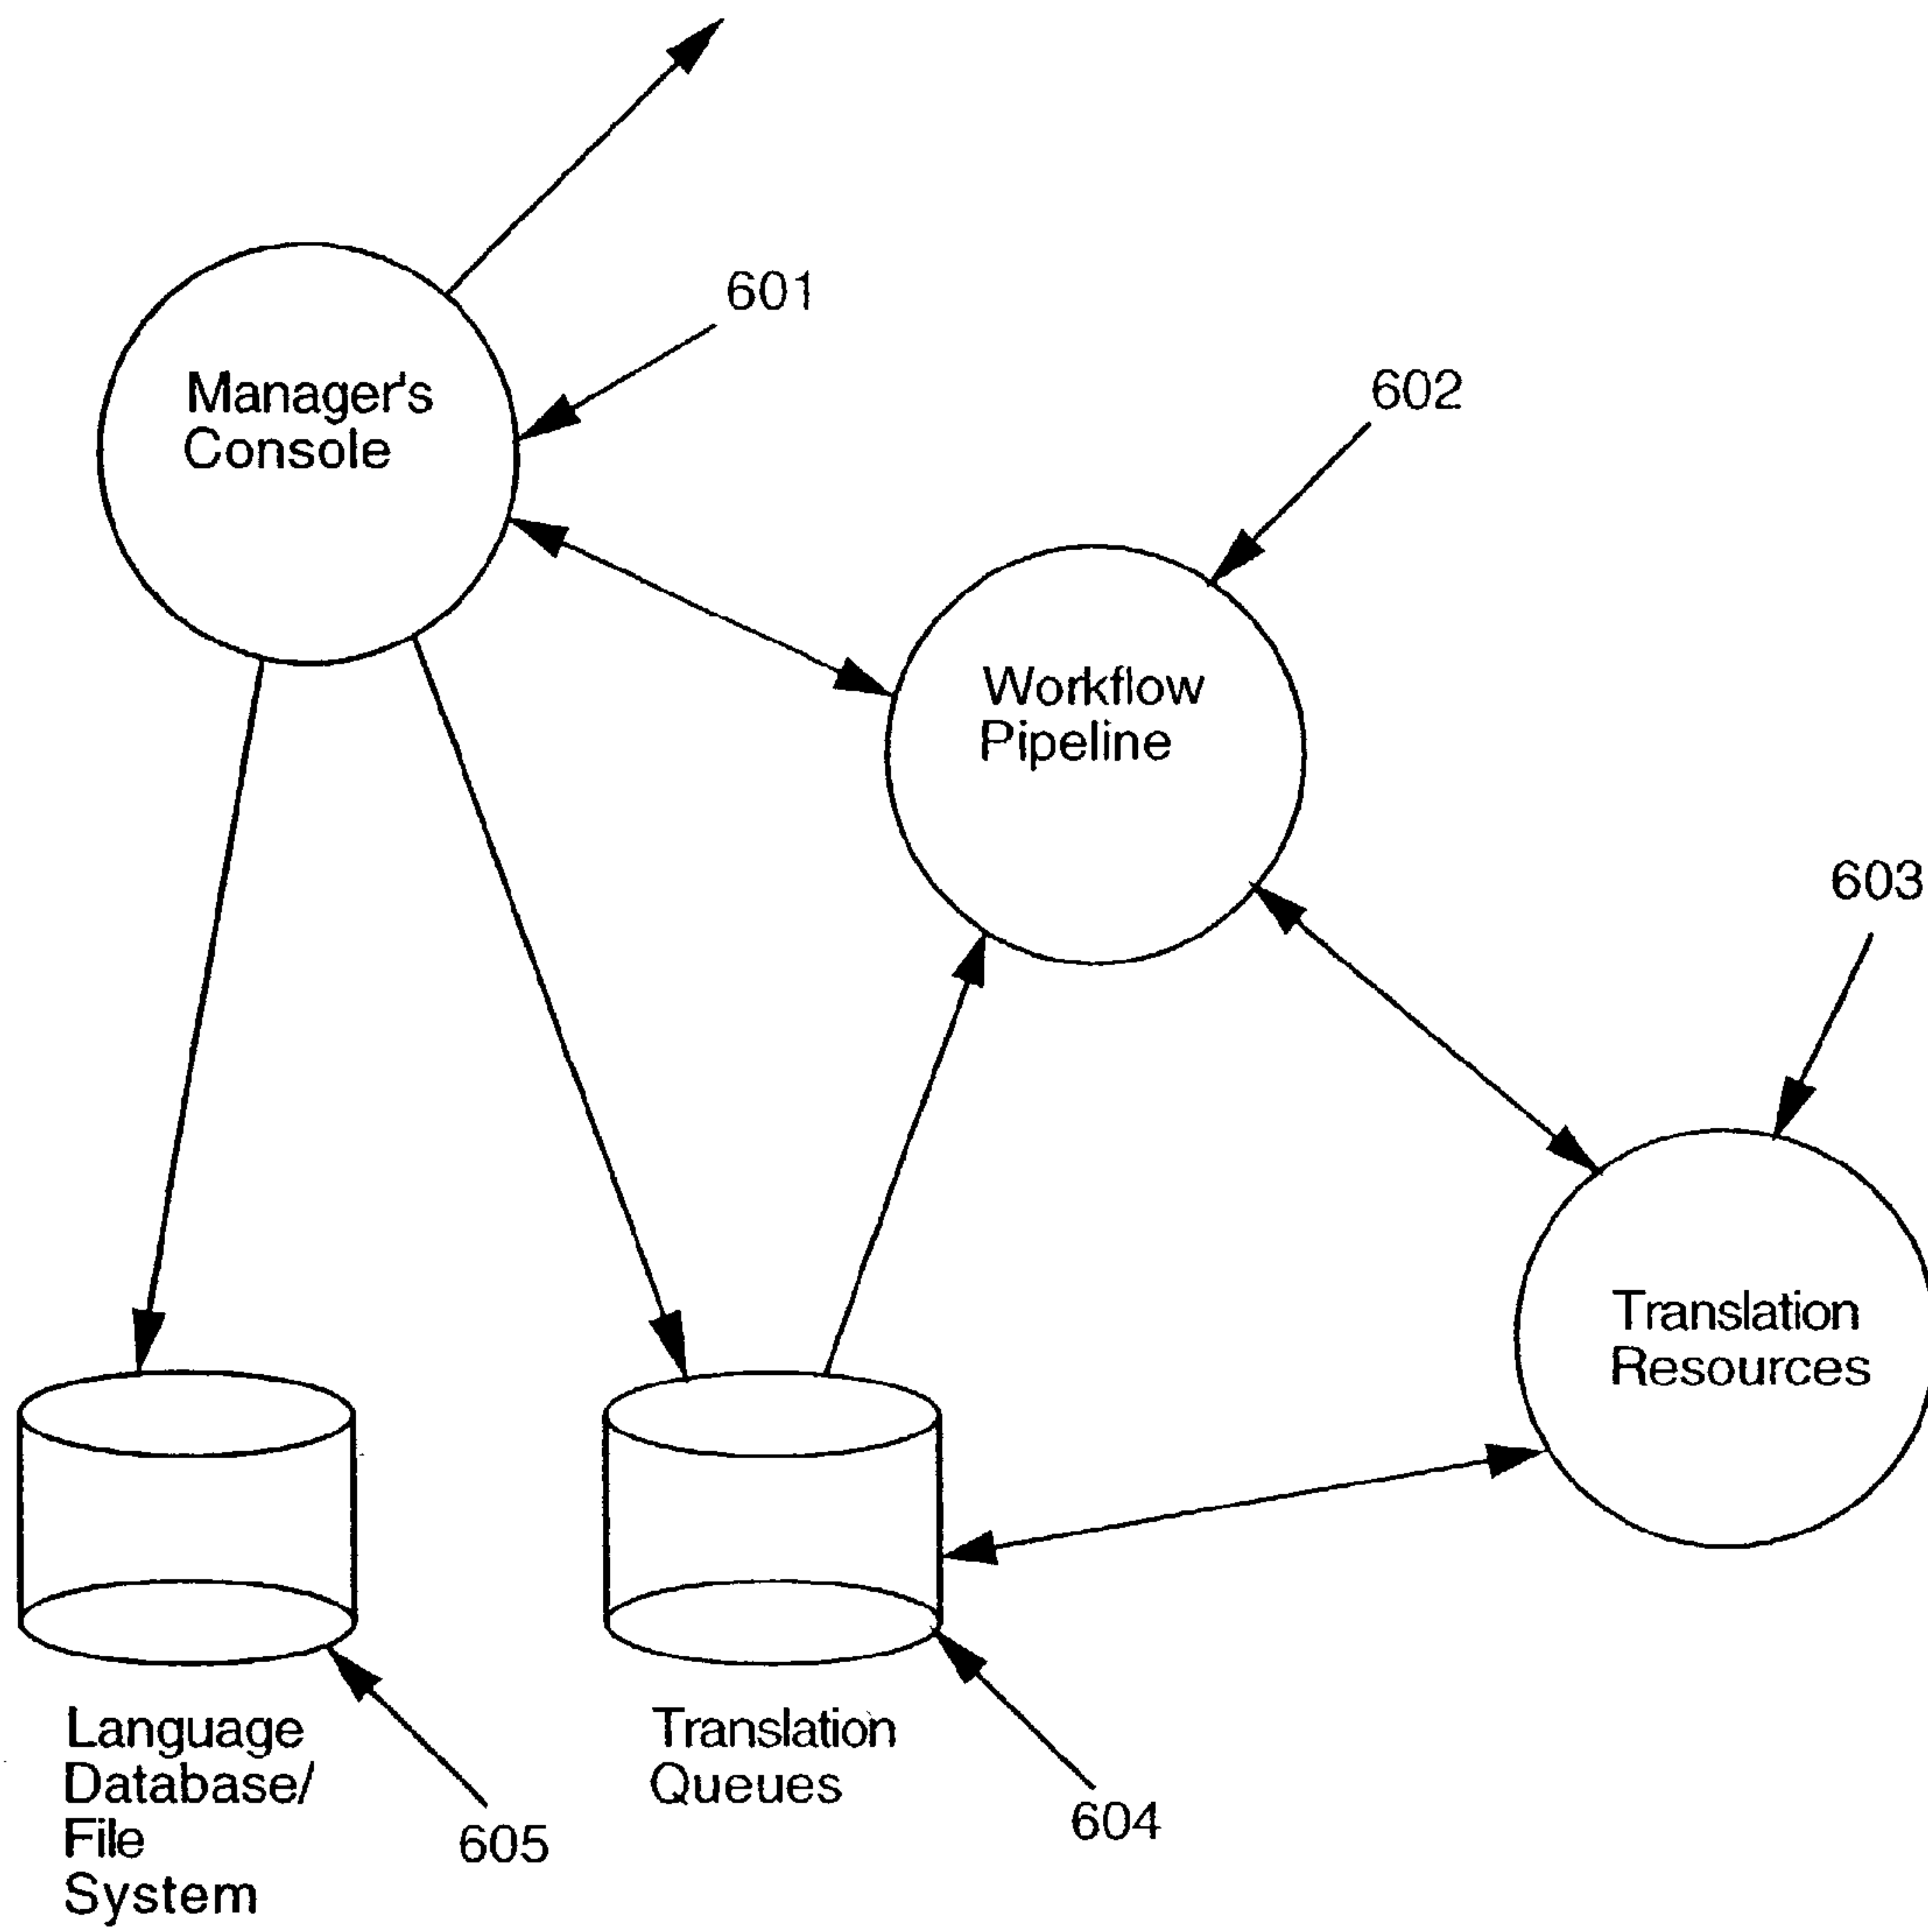 601
Manager's
Console
602
Workflow
Pipeline
603
Translation
Resources
Language
Database/
File
System
605
Translation
Queues
604